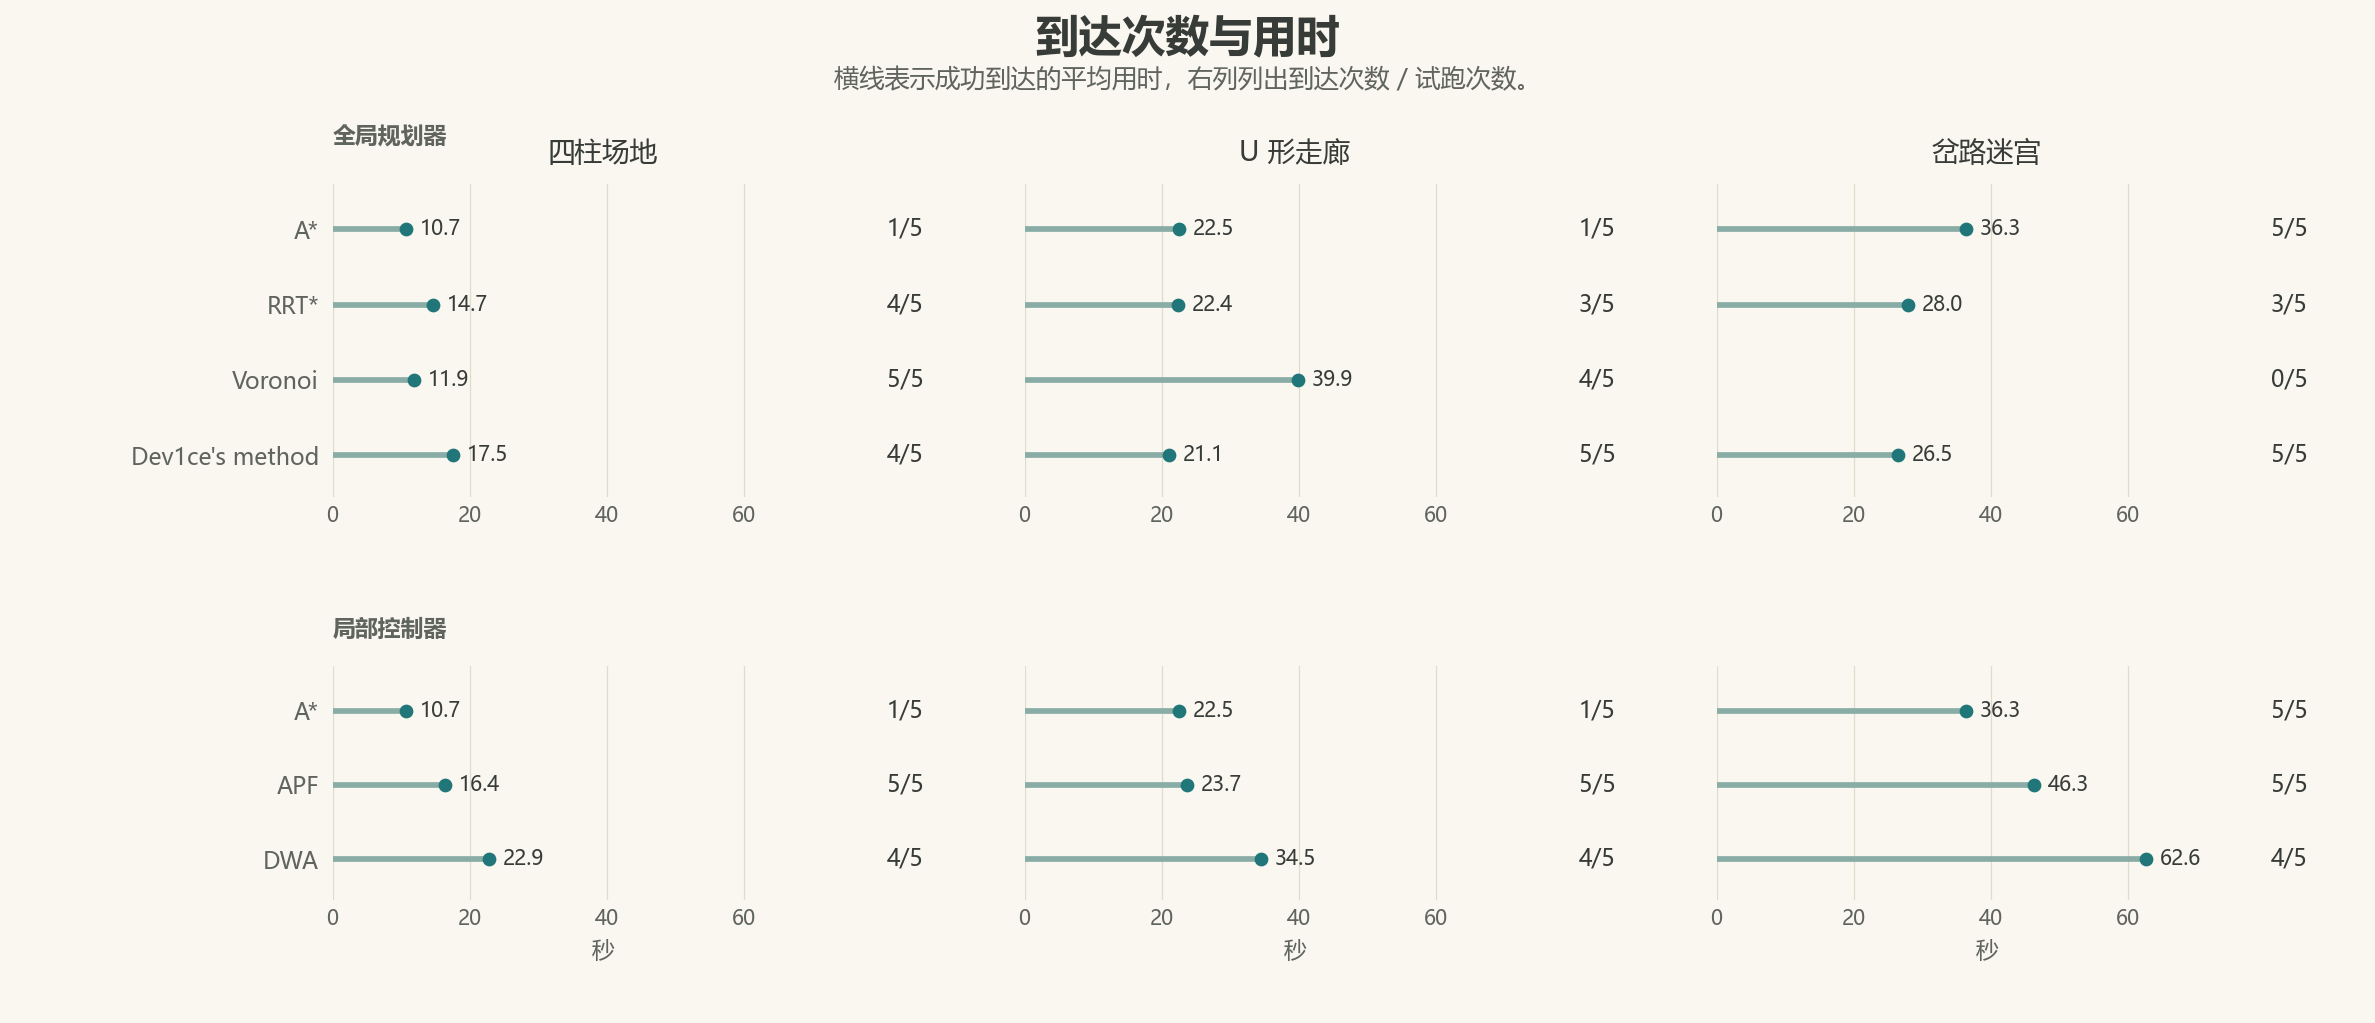 到达次数与用时
横线表示成功到达的平均用时，右列列出到达次数 / 试跑次数。
全局规划器
四柱场地 U 形走廊 岔路迷宫
A* 10.7 1/5 22.5 1/5 36.3 5/5
RRT* 14.7 4/5 22.4 3/5 28.0 3/5
Voronoi 11.9 5/5 39.9 4/5 0/5
Dev1ce's method 17.5 4/5 21.1 5/5 26.5 5/5
0 20 40 60 0 20 40 60 0 20 40 60
局部控制器
A* 10.7 1/5 22.5 1/5 36.3 5/5
APF 16.4 5/5 23.7 5/5 46.3 5/5
DWA 22.9 4/5 34.5 4/5 62.6 4/5
0 20 40 60 0 20 40 60 0 20 40 60
秒 秒 秒